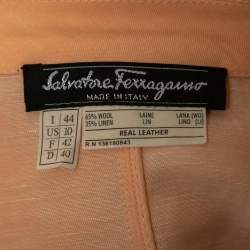 Salvatore Ferragamo
MADE IN ITALY
I 44
US 10
F 42
D 40
65% WOOL LAINE LANA (WO)
35% LINEN LIN LINO (LI)
REAL LEATHER